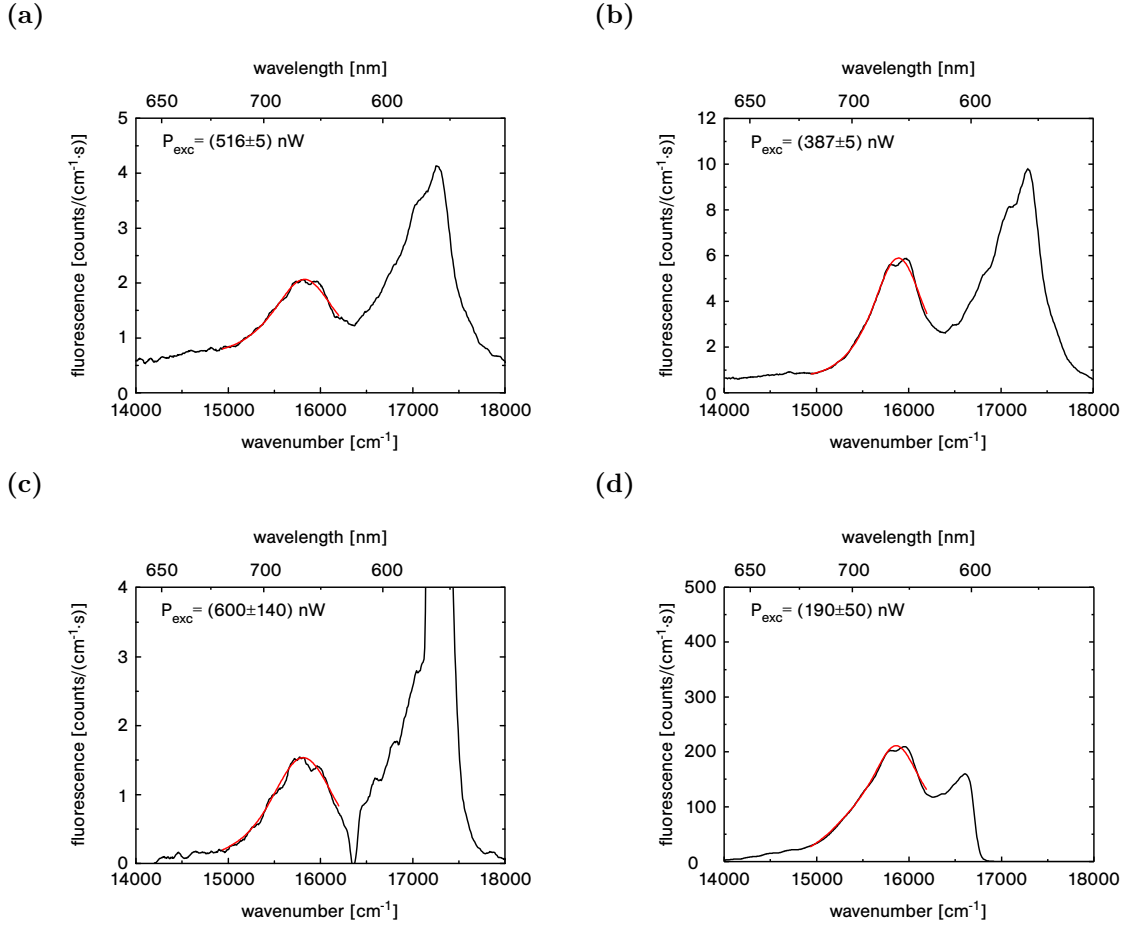 (a)
(b)
wavelength [nm]
650 700 600
5
4
3
2
1
0
P_exc= (516±5) nW
fluorescence [counts/(cm⁻¹·s)]
14000 15000 16000 17000 18000
wavenumber [cm⁻¹]
wavelength [nm]
650 700 600
12
10
8
6
4
2
0
P_exc= (387±5) nW
fluorescence [counts/(cm⁻¹·s)]
14000 15000 16000 17000 18000
wavenumber [cm⁻¹]
(c)
(d)
wavelength [nm]
650 700 600
4
3
2
1
0
P_exc= (600±140) nW
fluorescence [counts/(cm⁻¹·s)]
14000 15000 16000 17000 18000
wavenumber [cm⁻¹]
wavelength [nm]
650 700 600
500
400
300
200
100
0
P_exc= (190±50) nW
fluorescence [counts/(cm⁻¹·s)]
14000 15000 16000 17000 18000
wavenumber [cm⁻¹]